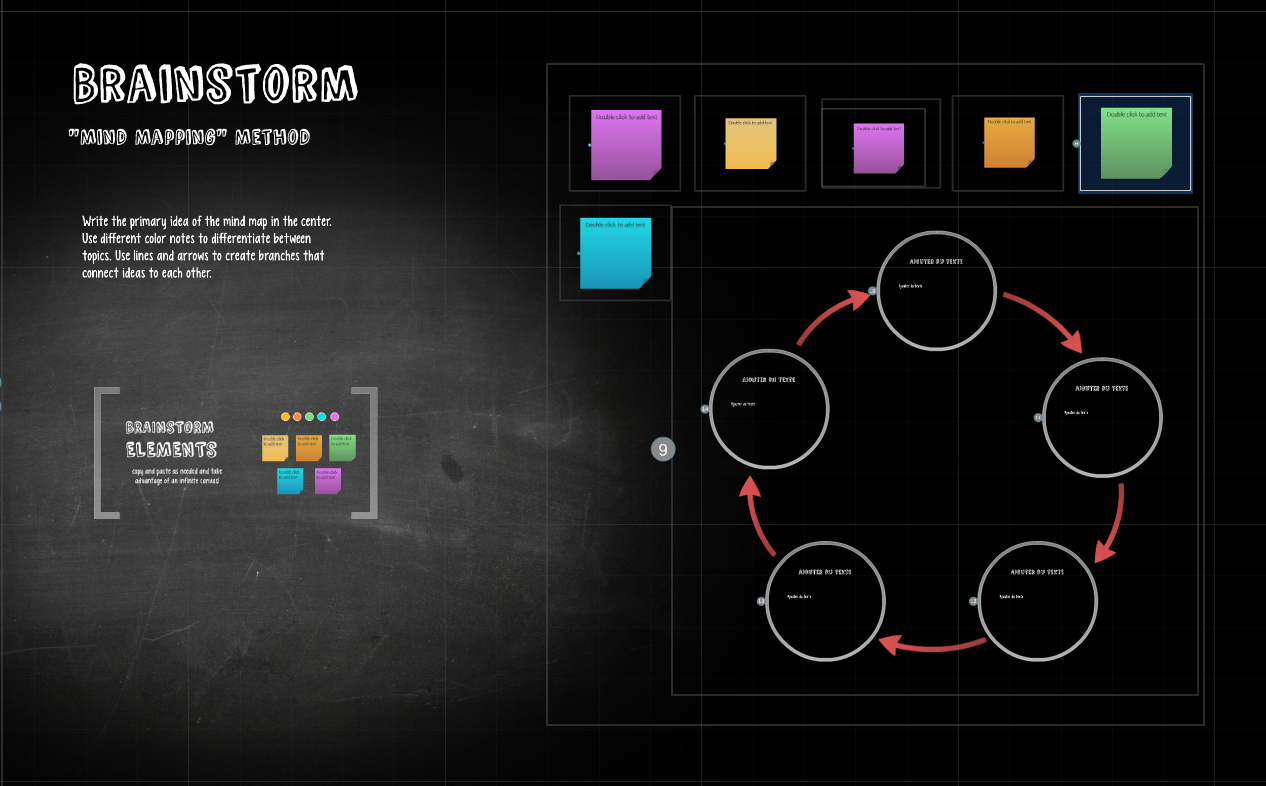 BRAINSTORM
"MIND MAPPING" METHOD
Write the primary idea of the mind map in the center.
Use different color notes to differentiate between
topics. Use lines and arrows to create branches that
connect ideas to each other.
BRAINSTORM
ELEMENTS
copy and paste as needed and take
advantage of an infinite canvas!
Double click to add text
Double click to add text
Double click to add text
Double click to add text
Double click to add text
Double click to add text
Double click to add text
Double click to add text
Double click to add text
Double click to add text
Double click to add text
9
AJOUTER DU TEXTE
Ajouter du texte
AJOUTER DU TEXTE
Ajouter du texte
AJOUTER DU TEXTE
Ajouter du texte
AJOUTER DU TEXTE
Ajouter du texte
AJOUTER DU TEXTE
Ajouter du texte